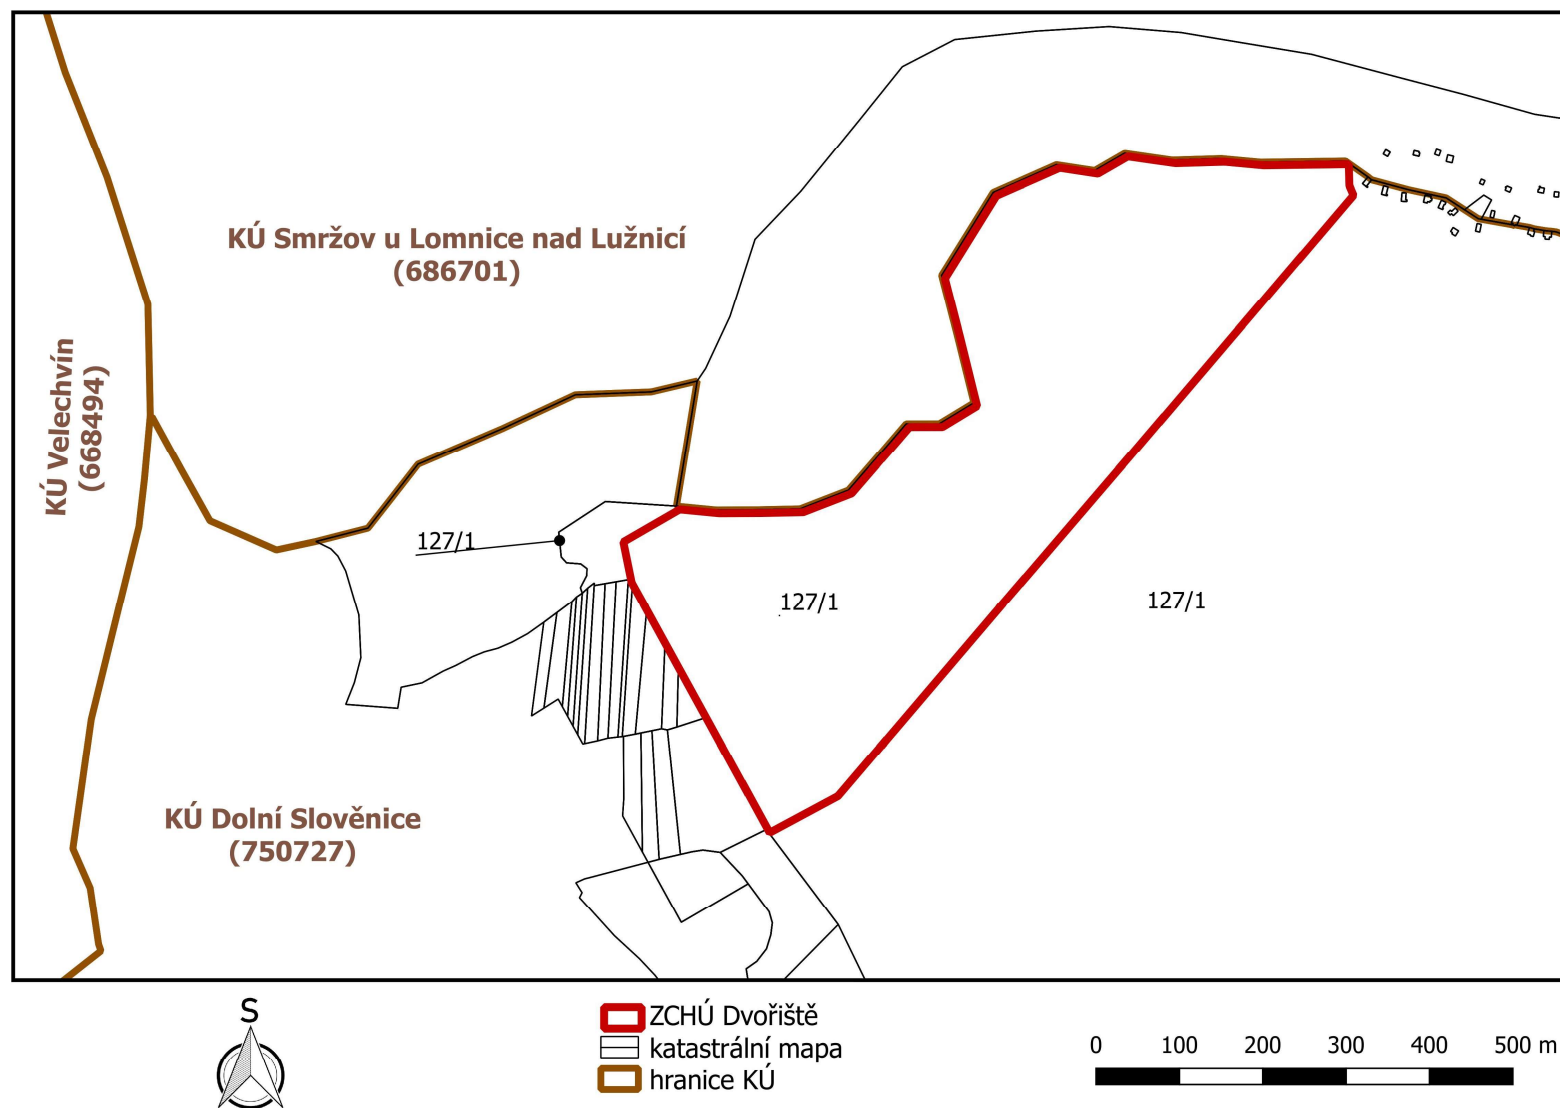 KÚ Smržov u Lomnice nad Lužnicí
(686701)
KÚ Velechvín
(668494)
127/1
127/1
127/1
KÚ Dolní Slověnice
(750727)
S
ZCHÚ Dvořiště
katastrální mapa
hranice KÚ
0 100 200 300 400 500 m